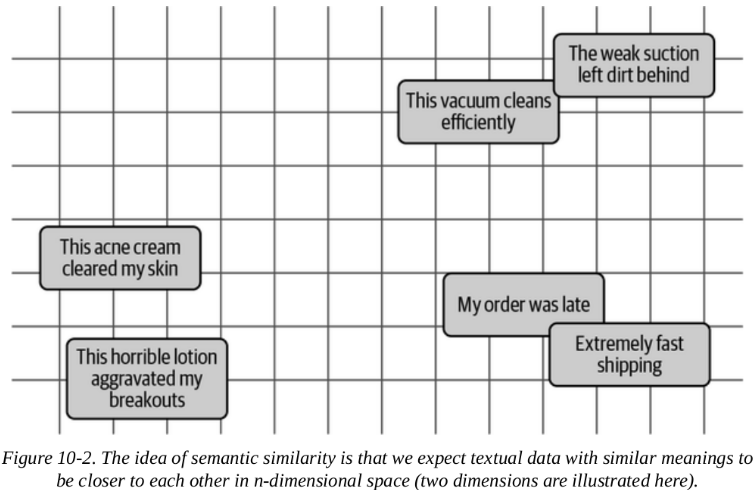 The weak suction
left dirt behind
This vacuum cleans
efficiently
This acne cream
cleared my skin
My order was late
Extremely fast
shipping
This horrible lotion
aggravated my
breakouts
Figure 10-2. The idea of semantic similarity is that we expect textual data with similar meanings to
be closer to each other in n-dimensional space (two dimensions are illustrated here).